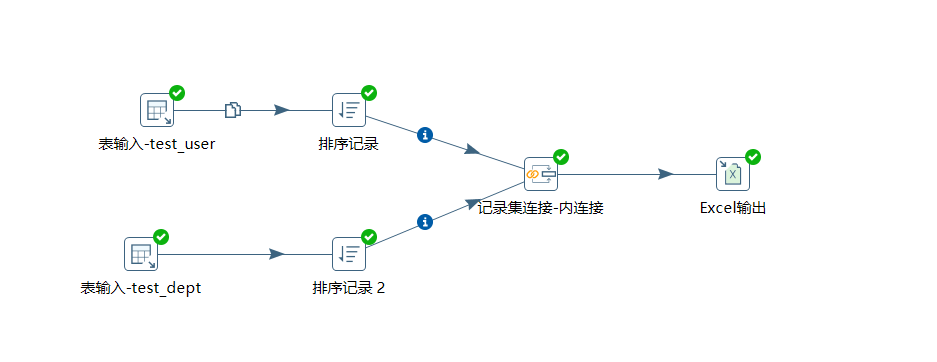 表输入-test_user
排序记录
记录集连接-内连接
Excel输出
表输入-test_dept
排序记录 2